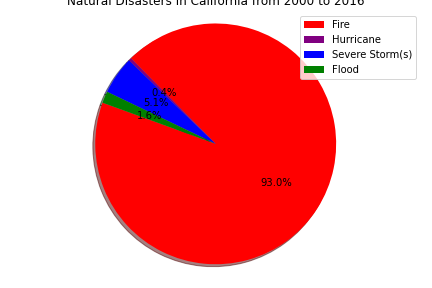 Natural Disasters in California from 2000 to 2016
Fire
Hurricane
Severe Storm(s)
Flood
0.4%
5.1%
1.6%
93.0%